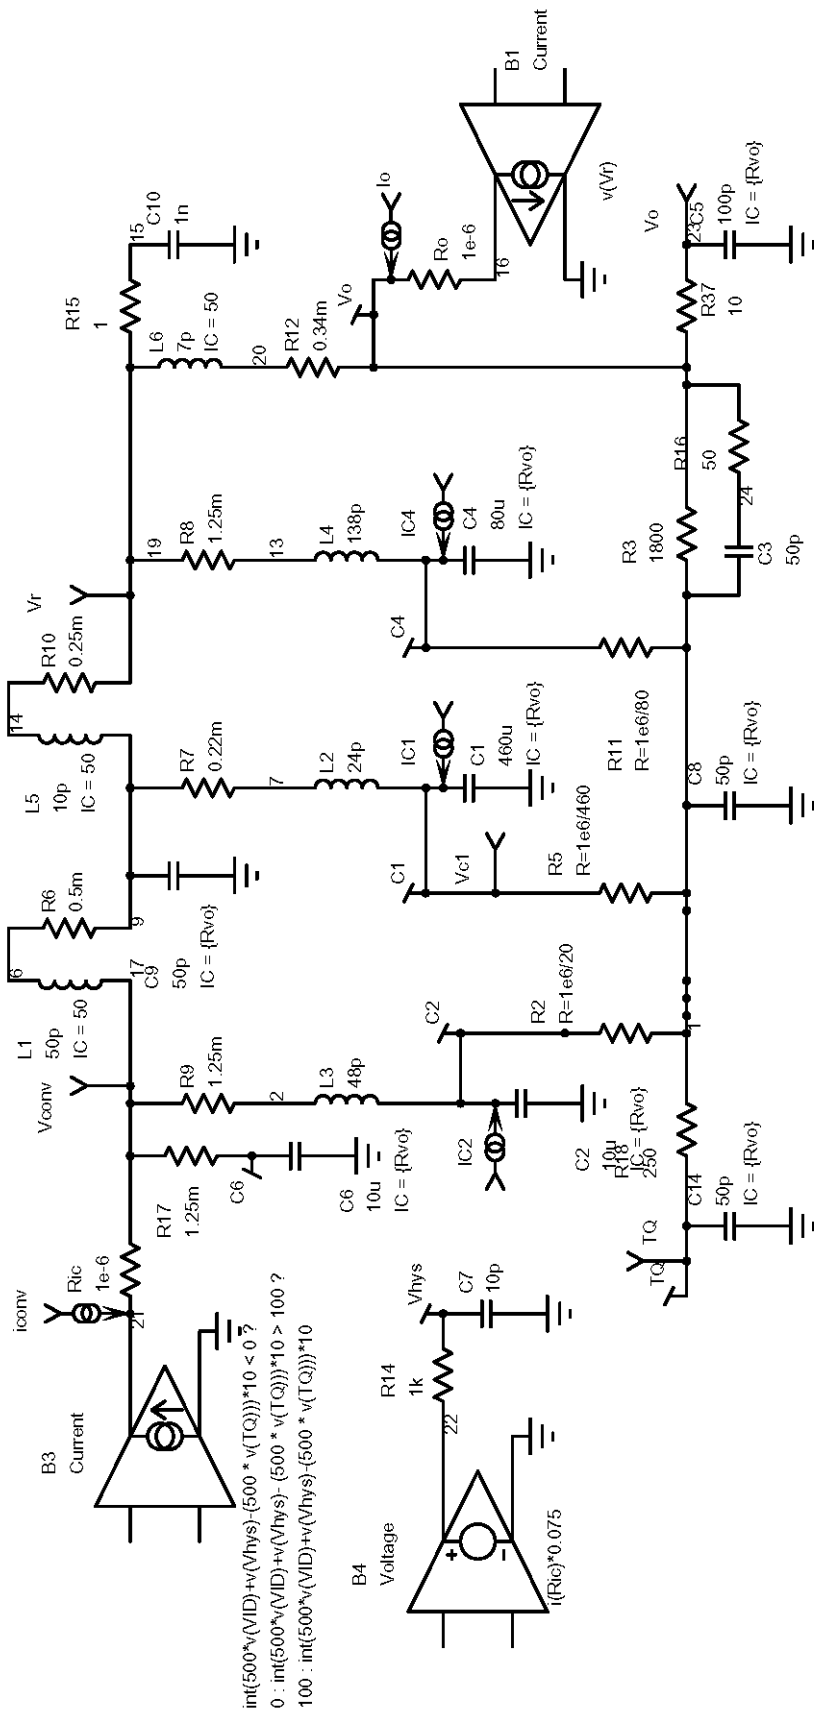 B3
Current
iconv
Ric
1e-6
21
R17
1.25m
C6
C6
10u
IC = {Rvo}
Vconv
R9
1.25m
2
L3
48p
IC2
C2
10u
IC = {Rvo}
C2
L1
50p
IC = 50
6
17
R6
0.5m
9
C9
50p
IC = {Rvo}
L5
10p
IC = 50
14
R10
0.25m
R7
0.22m
7
L2
24p
IC1
C1
460u
IC = {Rvo}
C1
Vc1
Vr
19
R8
1.25m
13
L4
138p
IC4
C4
80u
IC = {Rvo}
C4
R15
1
15
C10
1n
L6
7p
IC = 50
20
R12
0.34m
Vo
Io
Ro
1e-6
16
B1
Current
v(Vr)
int(500*v(VID)+v(Vhys)-(500 * v(TQ)))*10 < 0 ?
0 : int(500*v(VID)+v(Vhys)- (500 * v(TQ)))*10 > 100 ?
100 : int(500*v(VID)+v(Vhys)-(500 * v(TQ)))*10
B4
Voltage
i(Ric)*0.075
22
R14
1k
Vhys
C7
10p
TQ
TQ
C14
50p
IC = {Rvo}
R18
250
1
R2
R=1e6/20
R5
R=1e6/460
R11
R=1e6/80
C8
50p
IC = {Rvo}
R3
1800
C3
50p
24
R16
50
R37
10
Vo
23
C5
100p
IC = {Rvo}